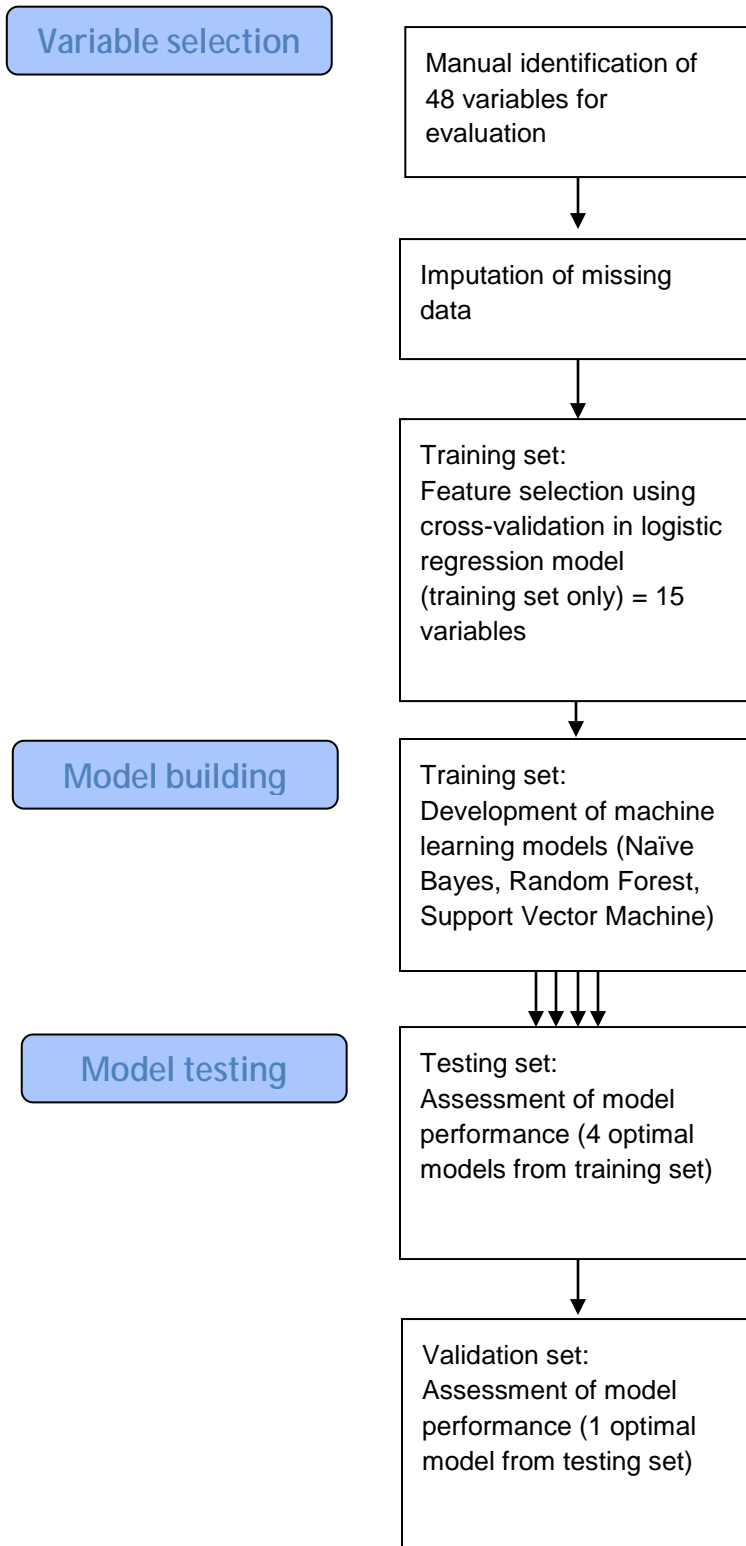 Variable selection
Manual identification of
48 variables for
evaluation
Imputation of missing
data
Training set:
Feature selection using
cross-validation in logistic
regression model
(training set only) = 15
variables
Model building
Training set:
Development of machine
learning models (Naïve
Bayes, Random Forest,
Support Vector Machine)
Model testing
Testing set:
Assessment of model
performance (4 optimal
models from training set)
Validation set:
Assessment of model
performance (1 optimal
model from testing set)